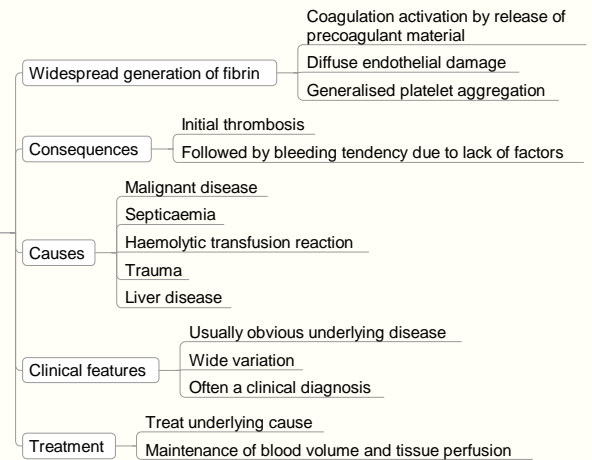 Widespread generation of fibrin
Coagulation activation by release of
precoagulant material
Diffuse endothelial damage
Generalised platelet aggregation
Consequences
Initial thrombosis
Followed by bleeding tendency due to lack of factors
Causes
Malignant disease
Septicaemia
Haemolytic transfusion reaction
Trauma
Liver disease
Clinical features
Usually obvious underlying disease
Wide variation
Often a clinical diagnosis
Treatment
Treat underlying cause
Maintenance of blood volume and tissue perfusion